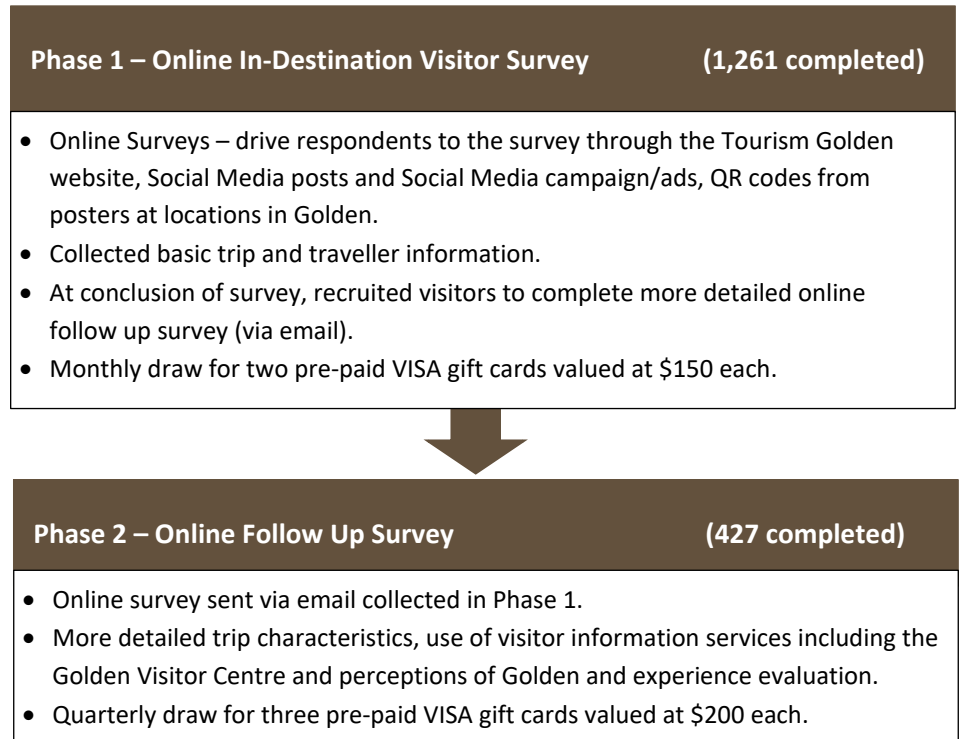 Phase 1 – Online In-Destination Visitor Survey (1,261 completed)
• Online Surveys – drive respondents to the survey through the Tourism Golden
website, Social Media posts and Social Media campaign/ads, QR codes from
posters at locations in Golden.
• Collected basic trip and traveller information.
• At conclusion of survey, recruited visitors to complete more detailed online
follow up survey (via email).
• Monthly draw for two pre-paid VISA gift cards valued at $150 each.
Phase 2 – Online Follow Up Survey (427 completed)
• Online survey sent via email collected in Phase 1.
• More detailed trip characteristics, use of visitor information services including the
Golden Visitor Centre and perceptions of Golden and experience evaluation.
• Quarterly draw for three pre-paid VISA gift cards valued at $200 each.